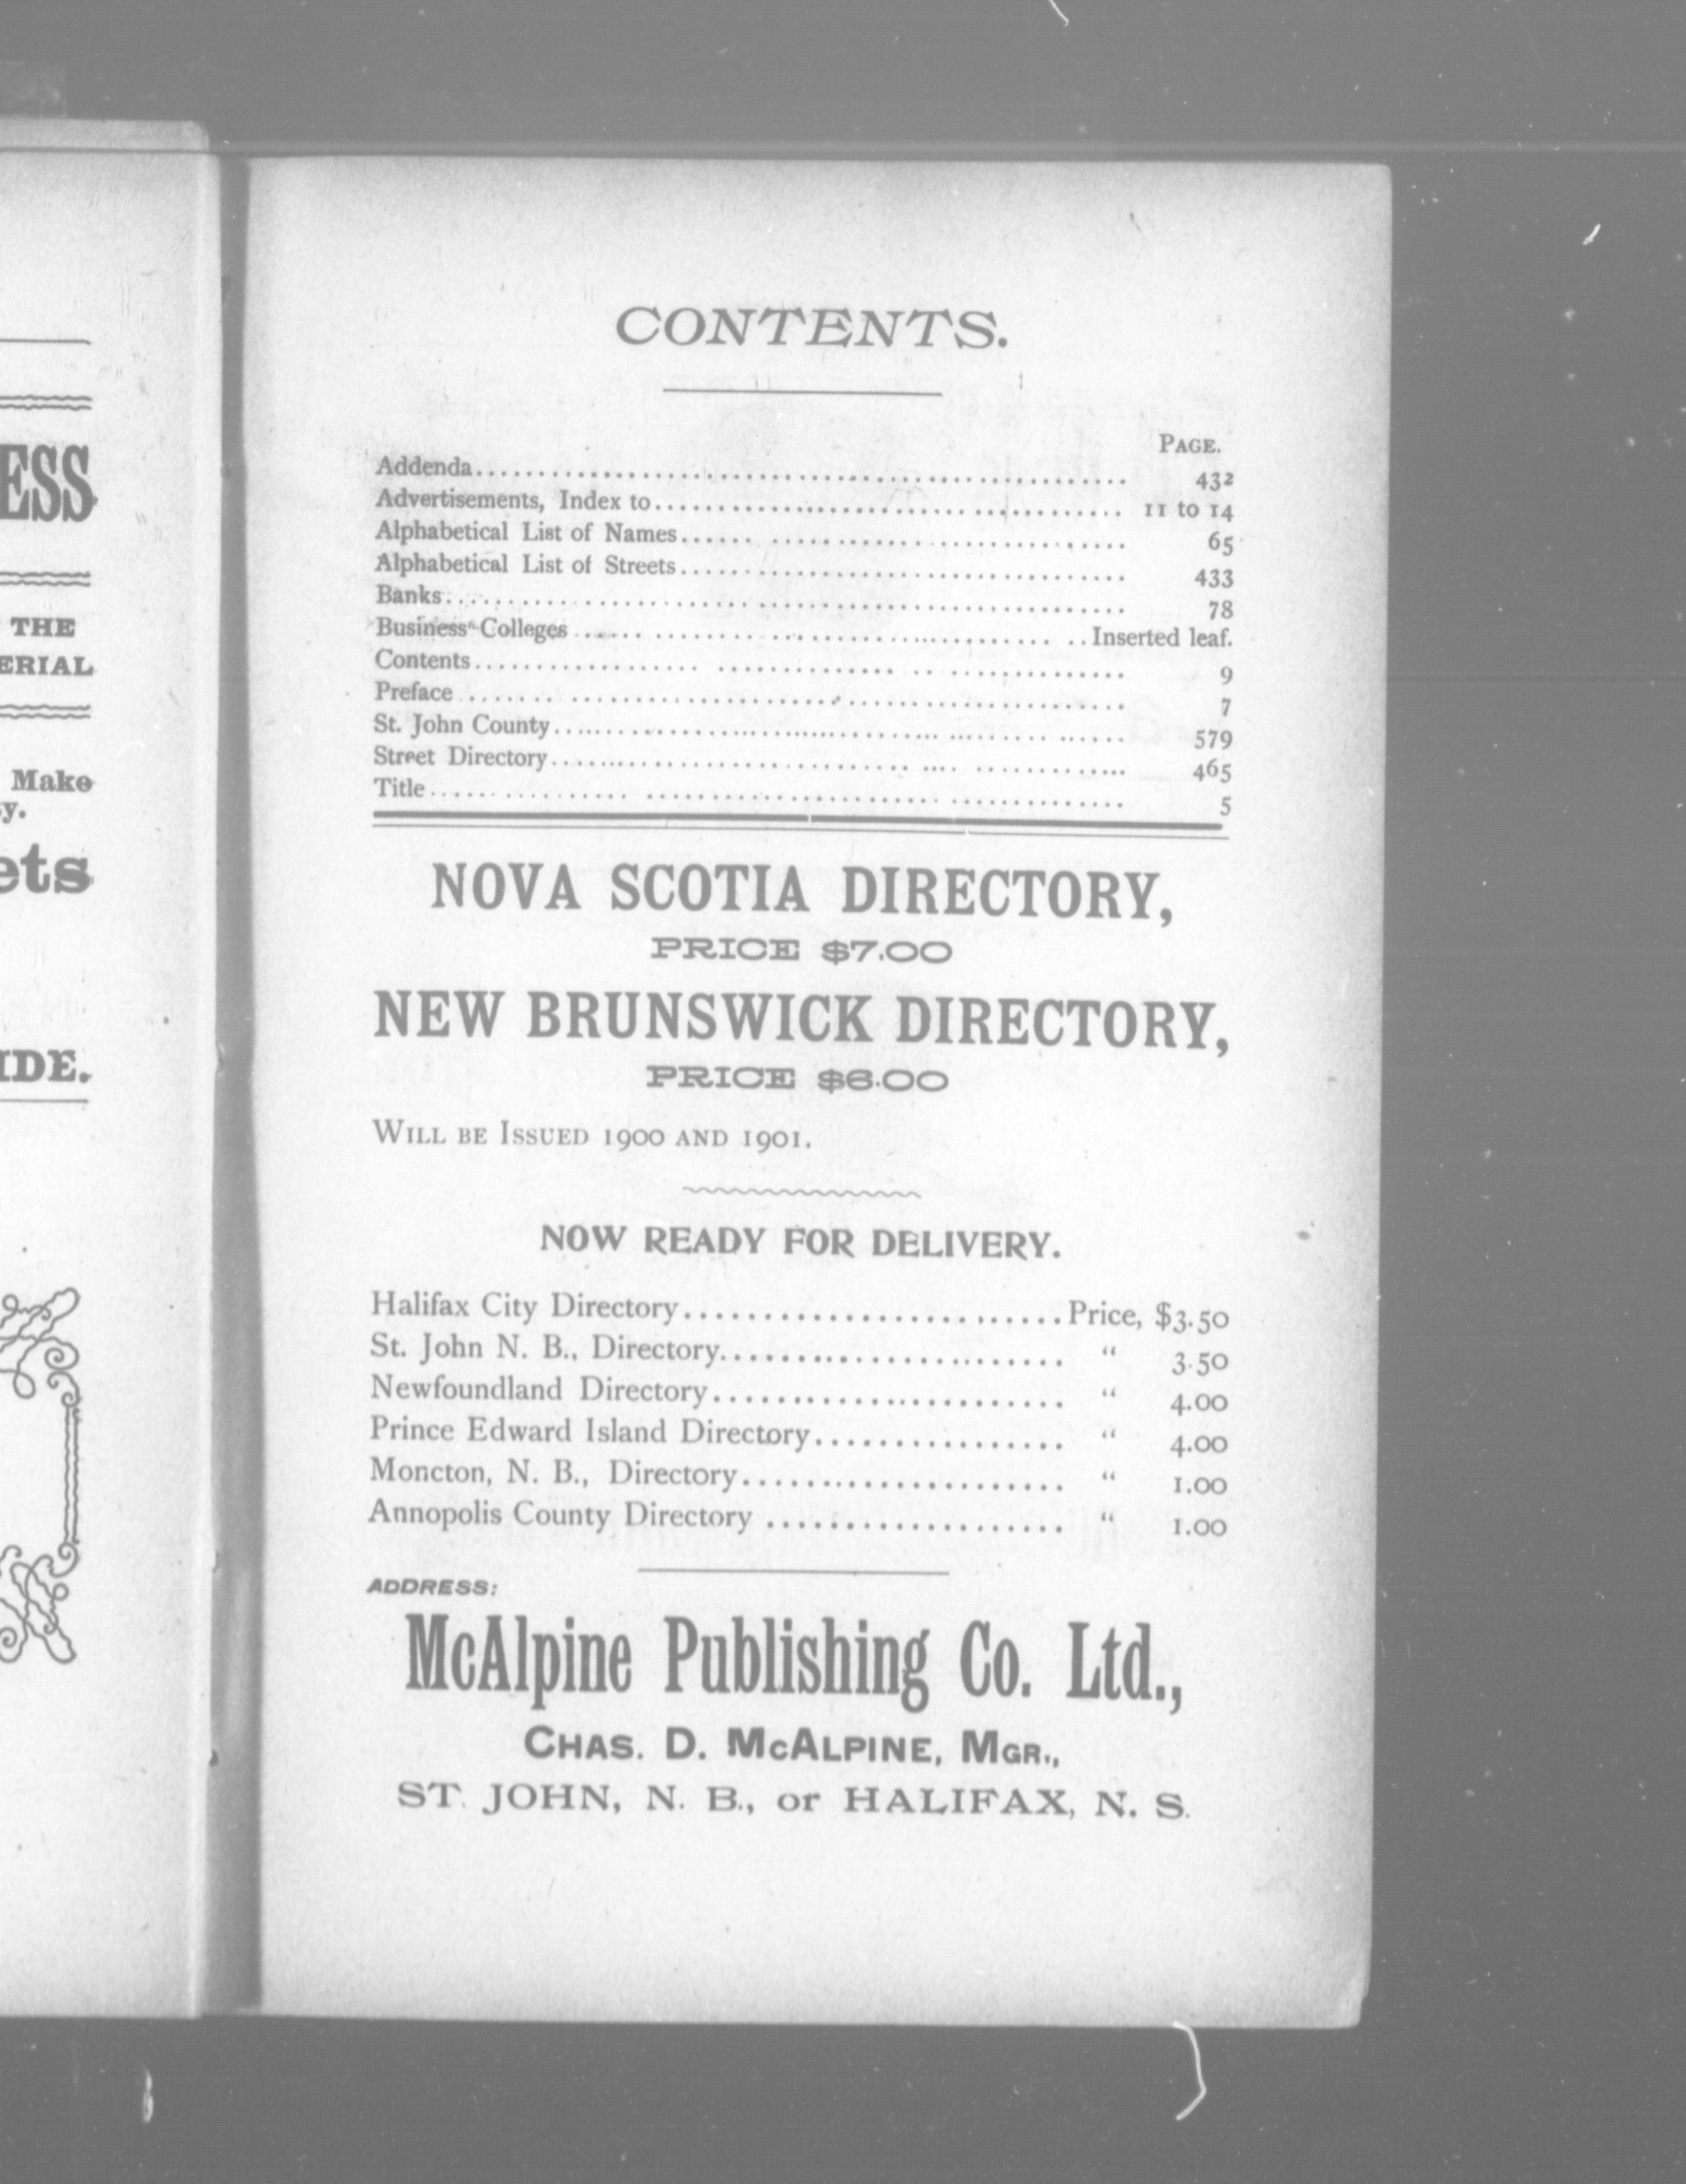 ESS
THE
ERIAL
Make
y.
ets
IDE.
CONTENTS.
PAGE.
Addenda 432
Advertisements, Index to 11 to 14
Alphabetical List of Names 65
Alphabetical List of Streets 433
Banks 78
Business Colleges Inserted leaf.
Contents 9
Preface 7
St. John County 579
Street Directory 465
Title 5
NOVA SCOTIA DIRECTORY,
PRICE $7.00
NEW BRUNSWICK DIRECTORY,
PRICE $6.00
WILL BE ISSUED 1900 AND 1901.
NOW READY FOR DELIVERY.
Halifax City Directory Price, $3.50
St. John N. B., Directory " 3.50
Newfoundland Directory " 4.00
Prince Edward Island Directory " 4.00
Moncton, N. B., Directory " 1.00
Annopolis County Directory " 1.00
ADDRESS:
McAlpine Publishing Co. Ltd.,
CHAS. D. MCALPINE, MGR.,
ST. JOHN, N. B., or HALIFAX, N. S.